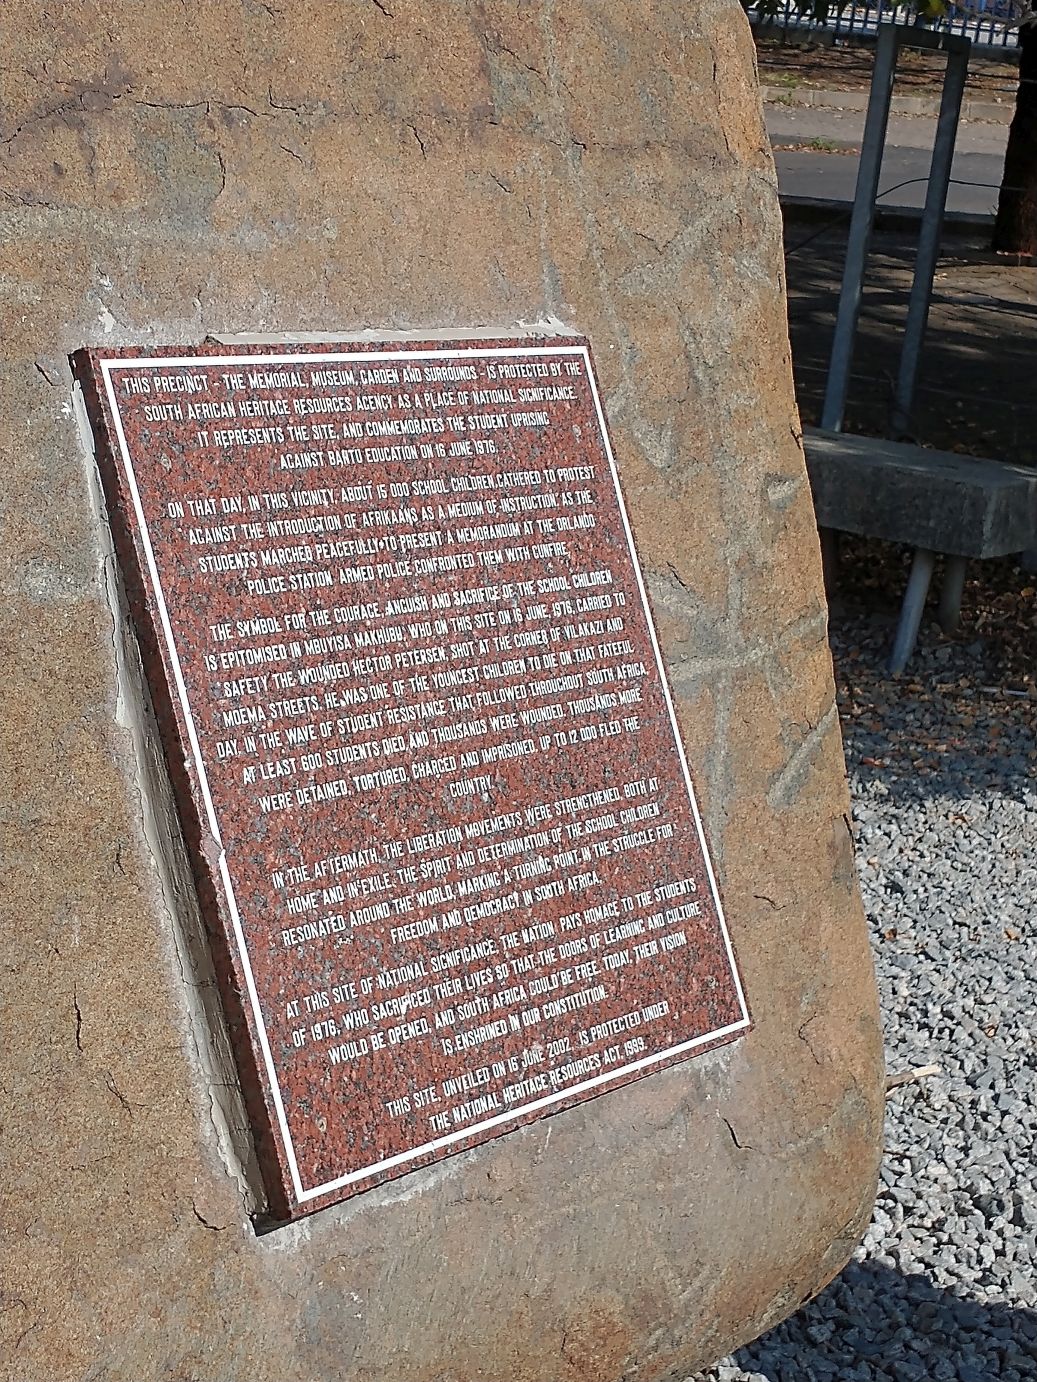 THIS PRECINCT - THE MEMORIAL, MUSEUM, GARDEN AND SURROUNDS - IS PROTECTED BY THE
SOUTH AFRICAN HERITAGE RESOURCES AGENCY AS A PLACE OF NATIONAL SIGNIFICANCE.
IT REPRESENTS THE SITE, AND COMMEMORATES THE STUDENT UPRISING
AGAINST BANTU EDUCATION ON 16 JUNE 1976.
ON THAT DAY, IN THIS VICINITY, ABOUT 15 000 SCHOOL CHILDREN GATHERED TO PROTEST
AGAINST THE INTRODUCTION OF AFRIKAANS AS A MEDIUM OF INSTRUCTION. AS THE
STUDENTS MARCHED PEACEFULLY TO PRESENT A MEMORANDUM AT THE ORLANDO
POLICE STATION, ARMED POLICE CONFRONTED THEM WITH GUNFIRE.
THE SYMBOL FOR THE COURAGE, ANGUISH AND SACRIFICE OF THE SCHOOL CHILDREN
IS EPITOMISED IN MBUYISA MAKHUBU, WHO ON THIS SITE ON 16 JUNE 1976, CARRIED TO
SAFETY THE WOUNDED HECTOR PETERSEN, SHOT AT THE CORNER OF VILAKAZI AND
MOEMA STREETS. HE WAS ONE OF THE YOUNGEST CHILDREN TO DIE ON THAT FATEFUL
DAY. IN THE WAVE OF STUDENT RESISTANCE THAT FOLLOWED THROUGHOUT SOUTH AFRICA
AT LEAST 600 STUDENTS DIED, AND THOUSANDS WERE WOUNDED. THOUSANDS MORE
WERE DETAINED, TORTURED, CHARGED AND IMPRISONED. UP TO 12 000 FLED THE
COUNTRY.
IN THE AFTERMATH, THE LIBERATION MOVEMENTS WERE STRENGTHENED, BOTH AT
HOME AND IN EXILE. THE SPIRIT AND DETERMINATION OF THE SCHOOL CHILDREN
RESONATED AROUND THE WORLD, MARKING A TURNING POINT IN THE STRUGGLE FOR
FREEDOM AND DEMOCRACY IN SOUTH AFRICA.
AT THIS SITE OF NATIONAL SIGNIFICANCE, THE NATION PAYS HOMAGE TO THE STUDENTS
OF 1976, WHO SACRIFICED THEIR LIVES SO THAT THE DOORS OF LEARNING AND CULTURE
WOULD BE OPENED, AND SOUTH AFRICA COULD BE FREE. TODAY, THEIR VISION
IS ENSHRINED IN OUR CONSTITUTION.
THIS SITE, UNVEILED ON 16 JUNE 2002, IS PROTECTED UNDER
THE NATIONAL HERITAGE RESOURCES ACT, 1999.